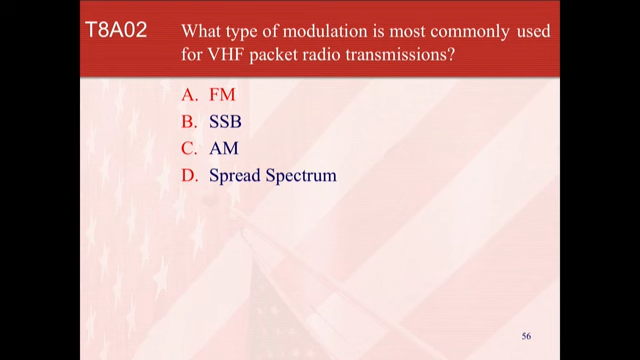 T8A02
What type of modulation is most commonly used
for VHF packet radio transmissions?
A. FM
B. SSB
C. AM
D. Spread Spectrum
56